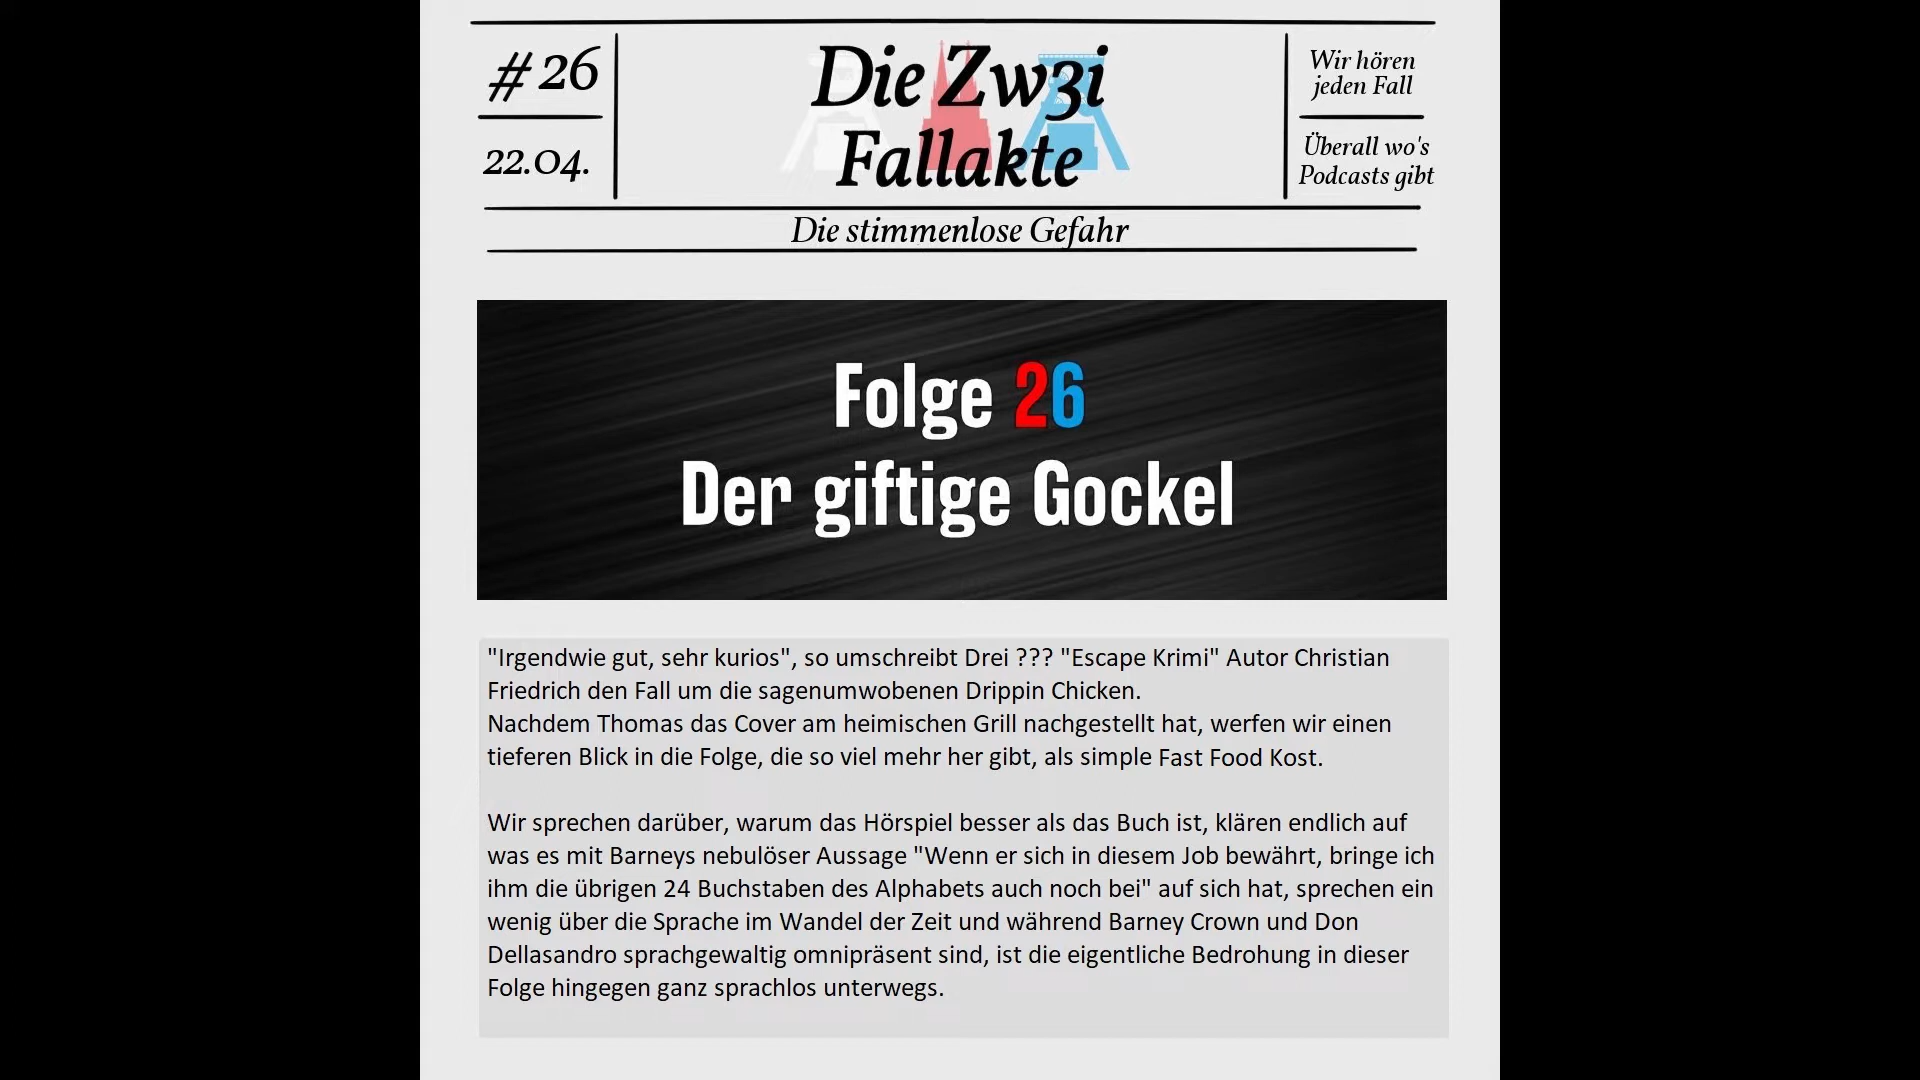 #26
22.04.
Die Zw3i
Fallakte
Wir hören
jeden Fall
Überall wo's
Podcasts gibt
Die stimmenlose Gefahr
Folge 26
Der giftige Gockel
"Irgendwie gut, sehr kurios", so umschreibt Drei ??? "Escape Krimi" Autor Christian
Friedrich den Fall um die sagenumwobenen Drippin Chicken.
Nachdem Thomas das Cover am heimischen Grill nachgestellt hat, werfen wir einen
tieferen Blick in die Folge, die so viel mehr her gibt, als simple Fast Food Kost.
Wir sprechen darüber, warum das Hörspiel besser als das Buch ist, klären endlich auf
was es mit Barneys nebulöser Aussage "Wenn er sich in diesem Job bewährt, bringe ich
ihm die übrigen 24 Buchstaben des Alphabets auch noch bei" auf sich hat, sprechen ein
wenig über die Sprache im Wandel der Zeit und während Barney Crown und Don
Dellasandro sprachgewaltig omnipräsent sind, ist die eigentliche Bedrohung in dieser
Folge hingegen ganz sprachlos unterwegs.